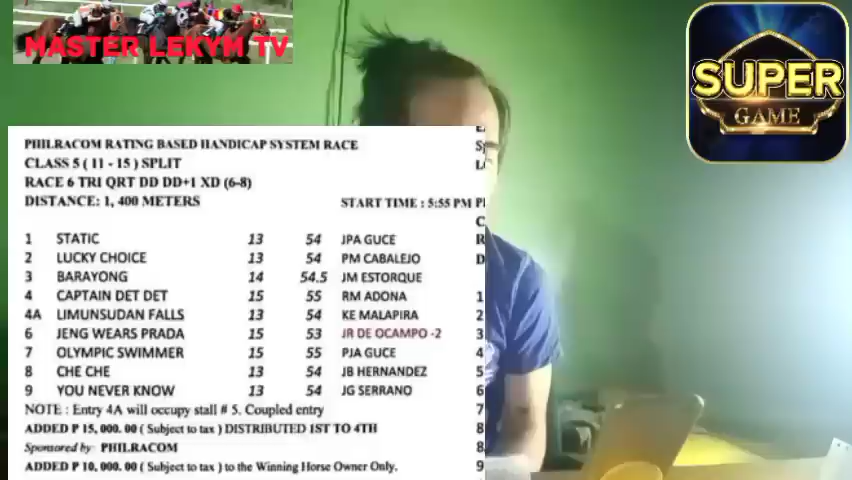 MASTER LEKYM TV
SUPER
GAME
PHILRACOM RATING BASED HANDICAP SYSTEM RACE
CLASS 5 ( 11 - 15 ) SPLIT
RACE 6 TRI QRT DD DD+1 XD (6-8)
DISTANCE: 1, 400 METERS START TIME : 5:55 PM
1 STATIC 13 54 JPA GUCE
2 LUCKY CHOICE 13 54 PM CABALEJO
3 BARAYONG 14 54.5 JM ESTORQUE
4 CAPTAIN DET DET 15 55 RM ADONA
4A LIMUNSUDAN FALLS 13 54 KE MALAPIRA
6 JENG WEARS PRADA 15 53 JR DE OCAMPO -2
7 OLYMPIC SWIMMER 15 55 PJA GUCE
8 CHE CHE 13 54 JB HERNANDEZ
9 YOU NEVER KNOW 13 54 JG SERRANO
NOTE : Entry 4A will occupy stall # 5. Coupled entry
ADDED P 15, 000. 00 ( Subject to tax ) DISTRIBUTED 1ST TO 4TH
Sponsored by: PHILRACOM
ADDED P 10, 000. 00 ( Subject to tax ) to the Winning Horse Owner Only.